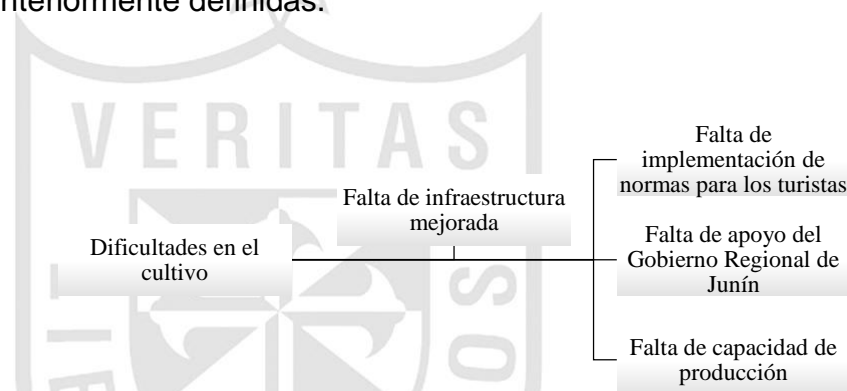 nteriormente definidas.
VERITAS
Dificultades en el
cultivo
Falta de infraestructura
mejorada
Falta de
implementación de
normas para los turistas
Falta de apoyo del
Gobierno Regional de
Junín
Falta de capacidad de
producción